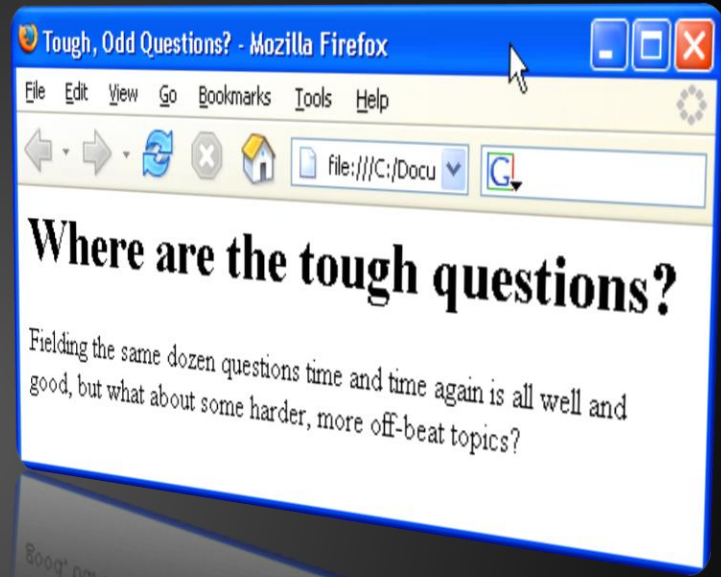 Tough, Odd Questions? - Mozilla Firefox
File Edit View Go Bookmarks Tools Help
file:///C:/Docu G
Where are the tough questions?
Fielding the same dozen questions time and time again is all well and
good, but what about some harder, more off-beat topics?